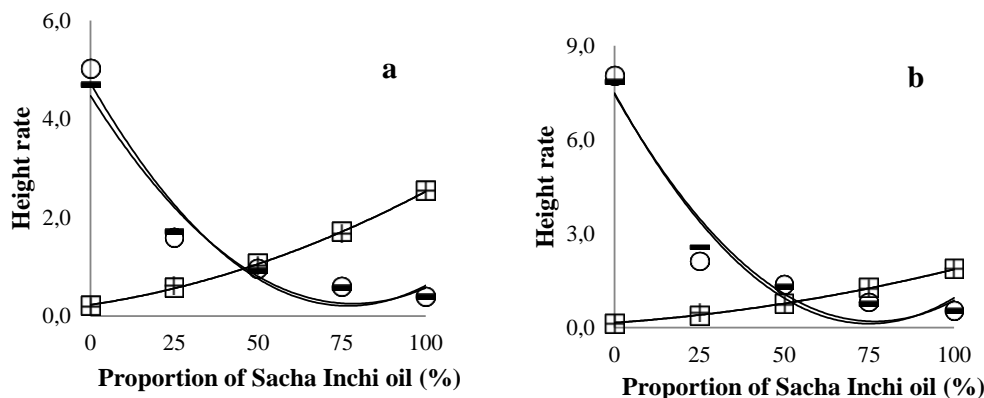 6,0
4,0
2,0
0,0
Height rate
a
0 25 50 75 100
Proportion of Sacha Inchi oil (%)
9,0
6,0
3,0
0,0
Height rate
b
0 25 50 75 100
Proportion of Sacha Inchi oil (%)